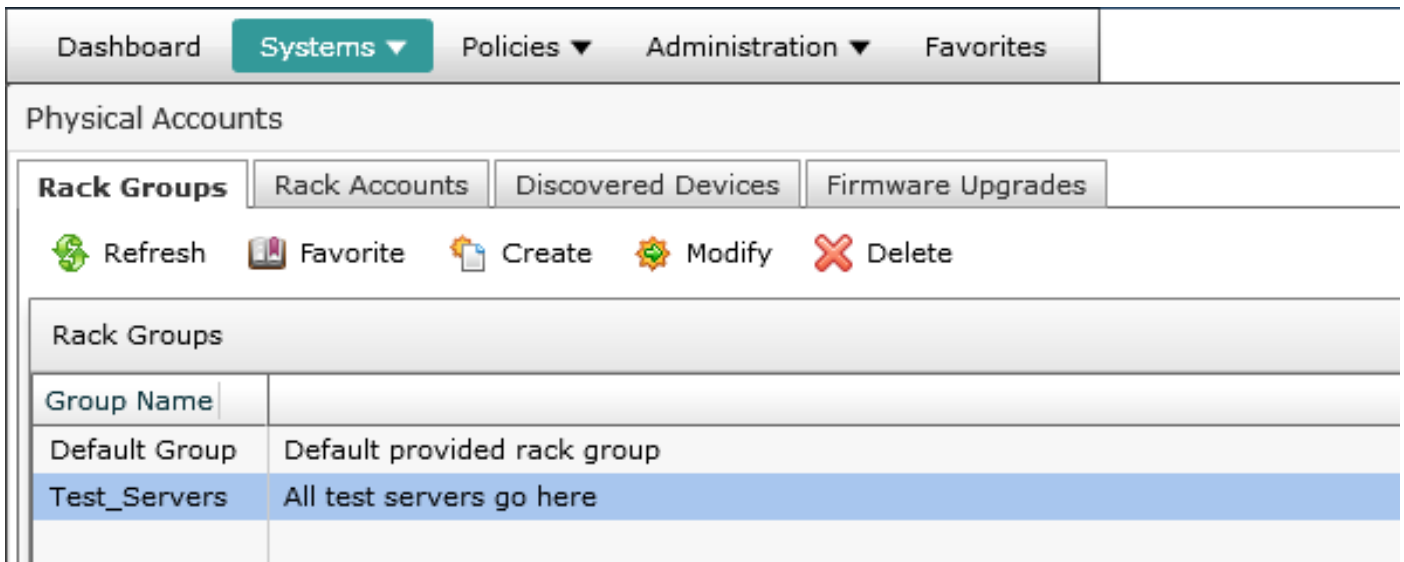 Dashboard Systems ▼ Policies ▼ Administration ▼ Favorites
Physical Accounts
Rack Groups Rack Accounts Discovered Devices Firmware Upgrades
Refresh Favorite Create Modify Delete
Rack Groups
Group Name
Default Group Default provided rack group
Test_Servers All test servers go here